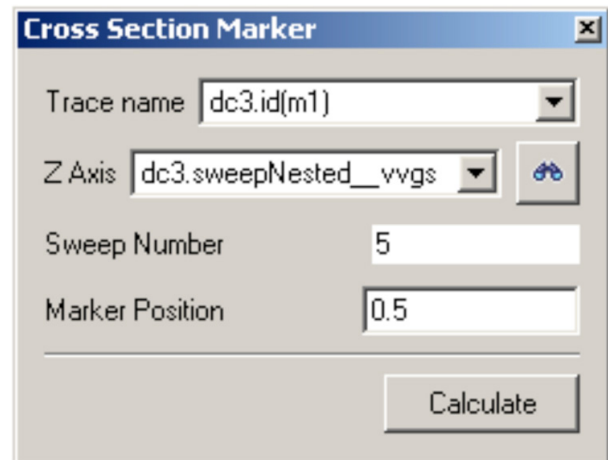 Cross Section Marker
Trace name dc3.id(m1)
Z Axis dc3.sweepNested__vvgs
Sweep Number 5
Marker Position 0.5
Calculate